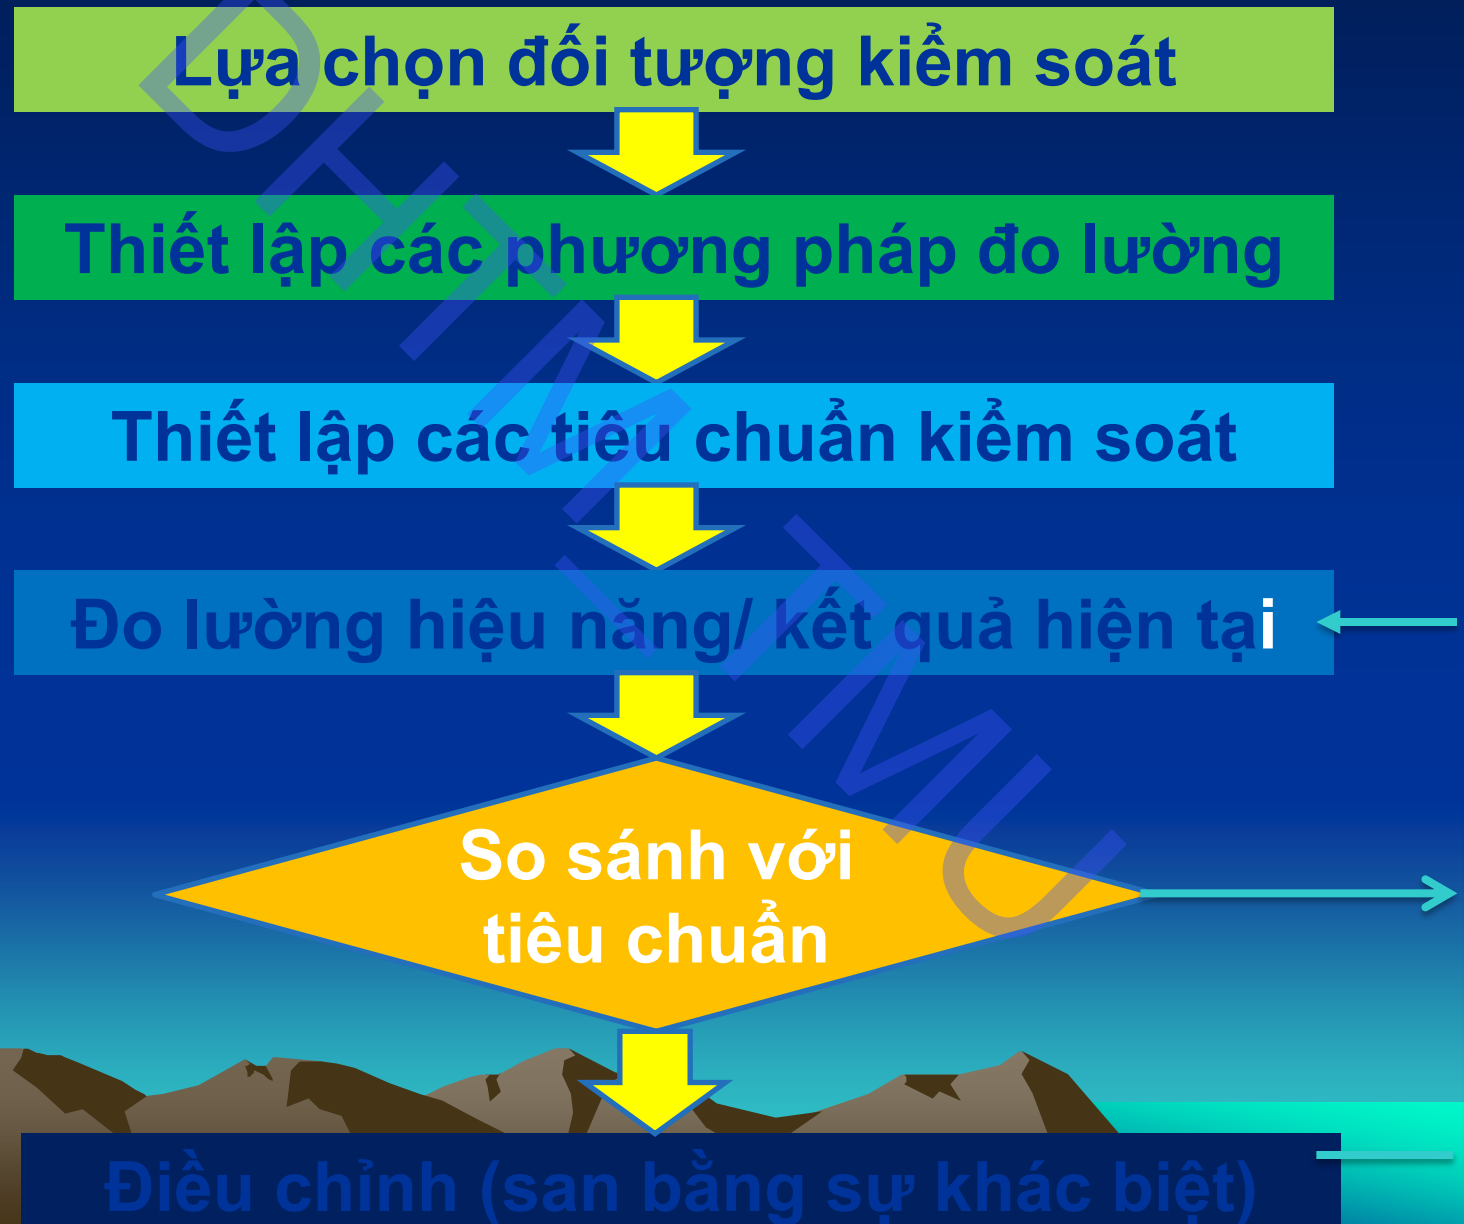 Lựa chọn đối tượng kiểm soát
Thiết lập các phương pháp đo lường
Thiết lập các tiêu chuẩn kiểm soát
Đo lường hiệu năng/ kết quả hiện tại
So sánh với
tiêu chuẩn
Điều chỉnh (san bằng sự khác biệt)
DHTM_TMU